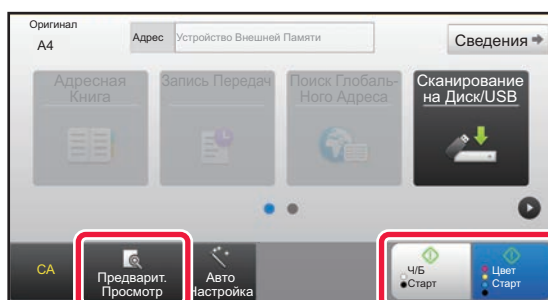 Оригинал
A4
Адрес
Устройство Внешней Памяти
Сведения
Адресная
Книга
Запись Передач
Поиск Глобаль-
Ного Адреса
Сканирование
на Диск/USB
CA
Предварит.
Просмотр
Авто
Настройка
Ч/Б
Старт
Цвет
Старт